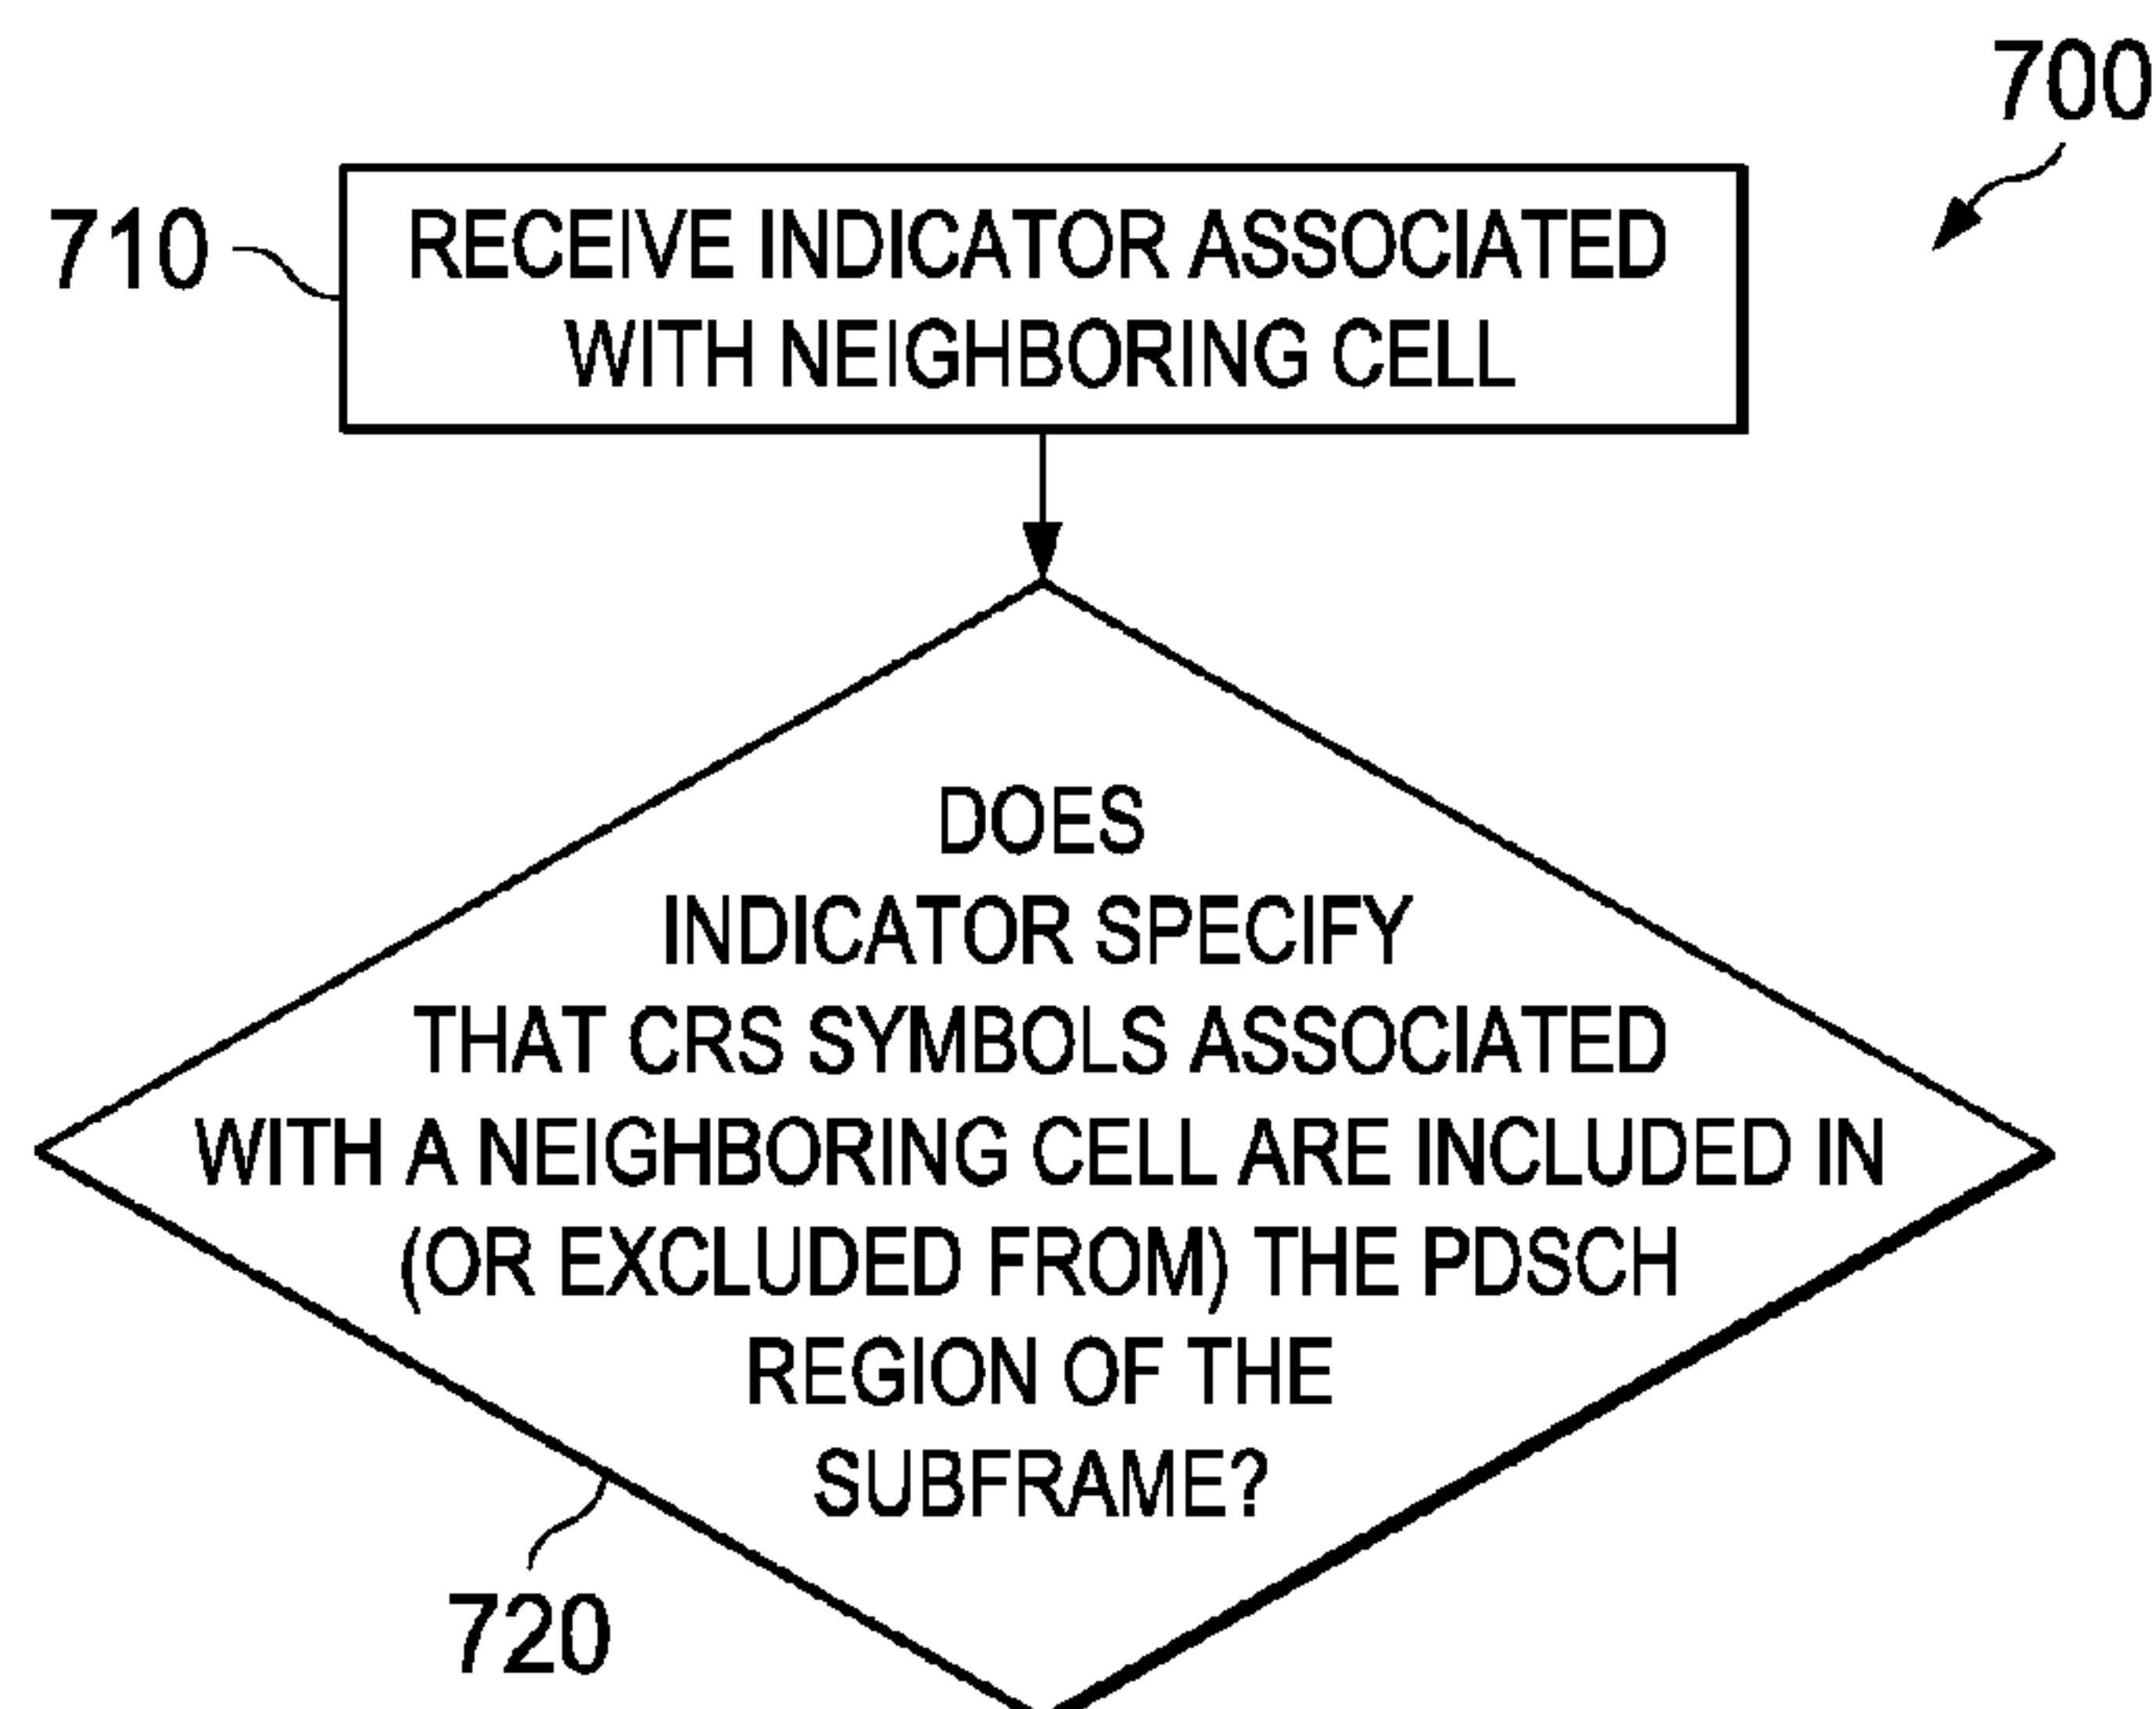 700
710
RECEIVE INDICATOR ASSOCIATED
WITH NEIGHBORING CELL
DOES
INDICATOR SPECIFY
THAT CRS SYMBOLS ASSOCIATED
WITH A NEIGHBORING CELL ARE INCLUDED IN
(OR EXCLUDED FROM) THE PDSCH
REGION OF THE
SUBFRAME?
720